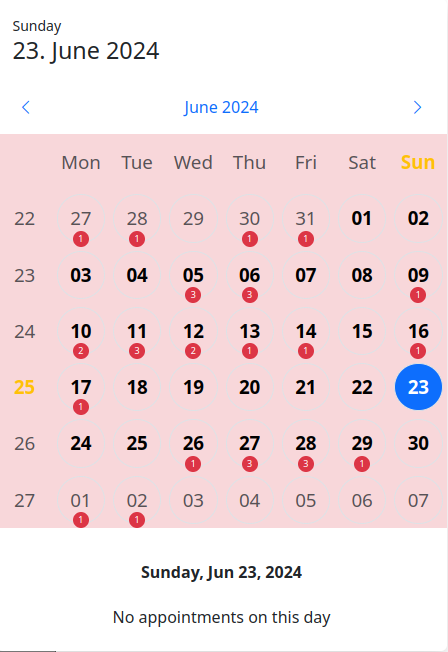 Sunday
23. June 2024
June 2024
Mon Tue Wed Thu Fri Sat Sun
22 27 28 29 30 31 01 02
1 1 1 1
23 03 04 05 06 07 08 09
3 3 1
24 10 11 12 13 14 15 16
2 3 2 1 1 1
25 17 18 19 20 21 22 23
1
26 24 25 26 27 28 29 30
1 3 3 1
27 01 02 03 04 05 06 07
1 1
Sunday, Jun 23, 2024
No appointments on this day